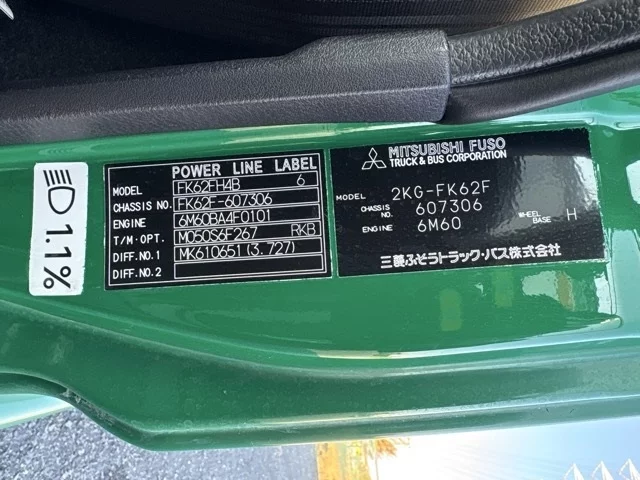 1.1%
POWER LINE LABEL
MODEL FK62FH4B 6
CHASSIS NO. FK62F-607306
ENGINE 6M60BA4F0101
T/M・OPT. M050S6F267 RKB
DIFF.NO.1 MK610651 (3.727)
DIFF.NO.2
MITSUBISHI FUSO
TRUCK & BUS CORPORATION
MODEL 2KG-FK62F
CHASSIS NO. 607306
ENGINE 6M60 WHEEL BASE H
三菱ふそうトラック・バス株式会社